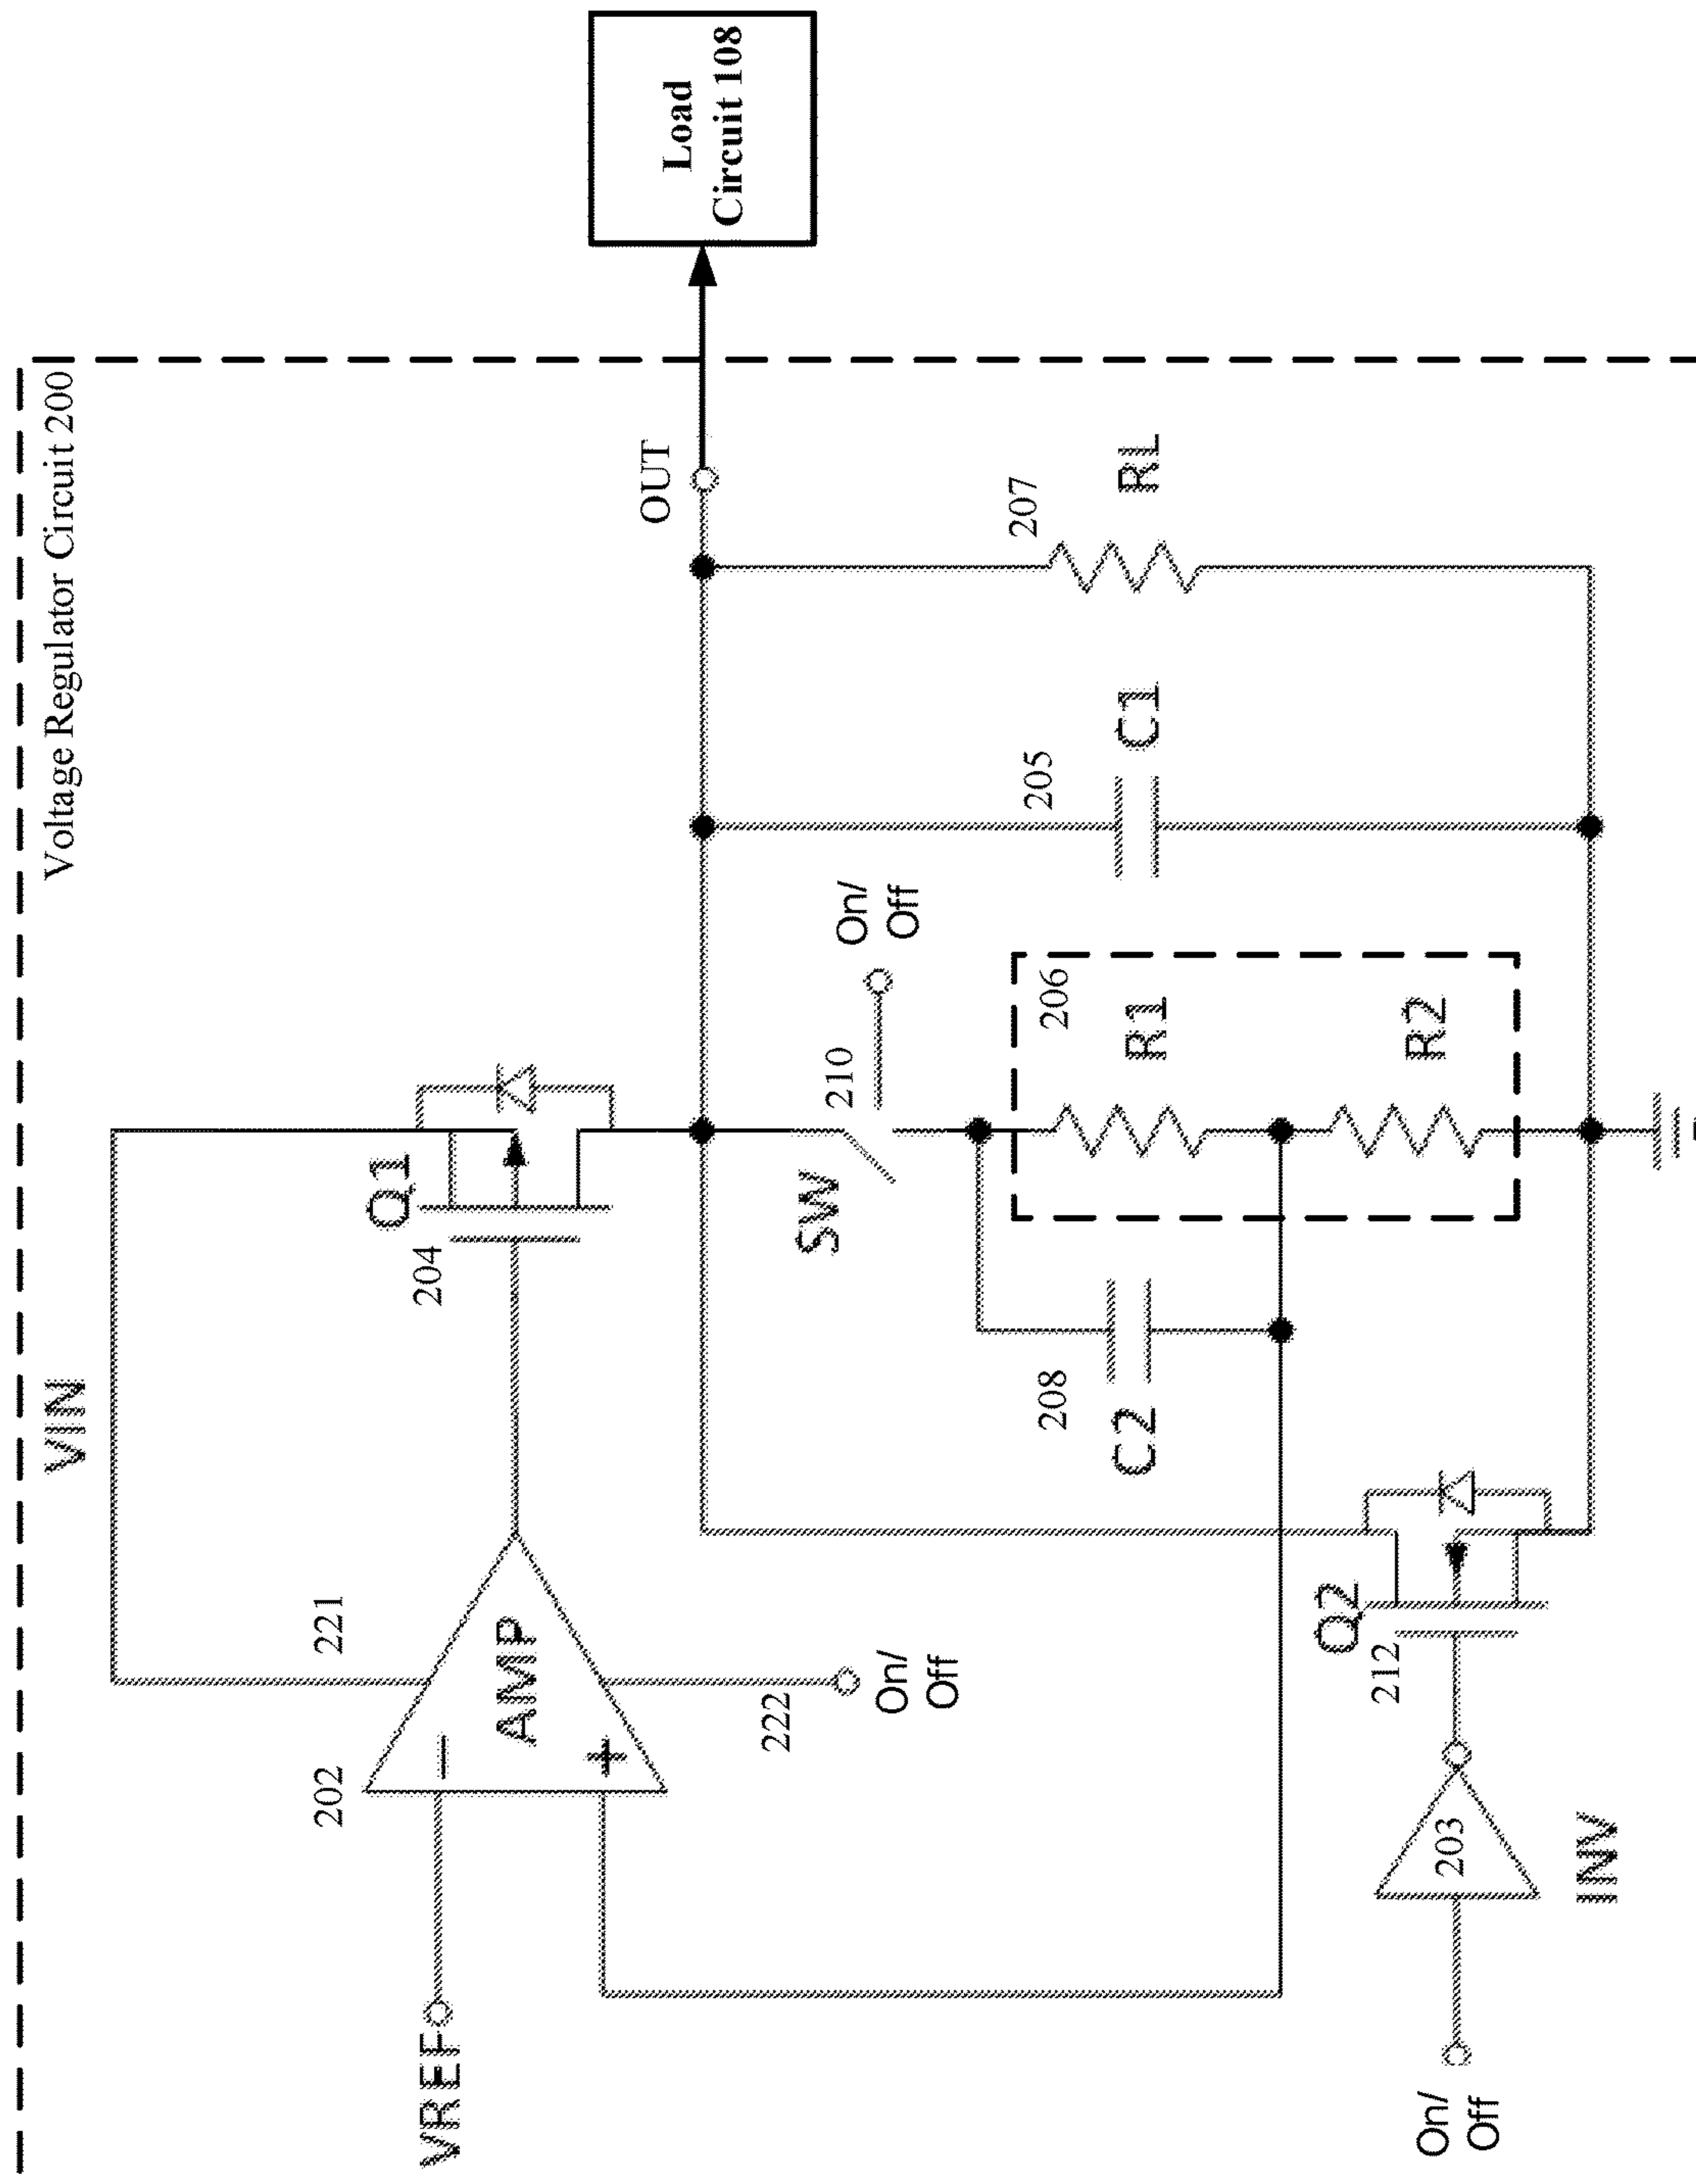 Voltage Regulator Circuit 200
VIN
Load
Circuit 108
OUT
VREF
202
221
AMP
−
+
222
On/
Off
204
Q1
SW
210
On/
Off
206
R1
R2
208
C2
205
C1
207
RL
On/
Off
203
INV
212
Q2